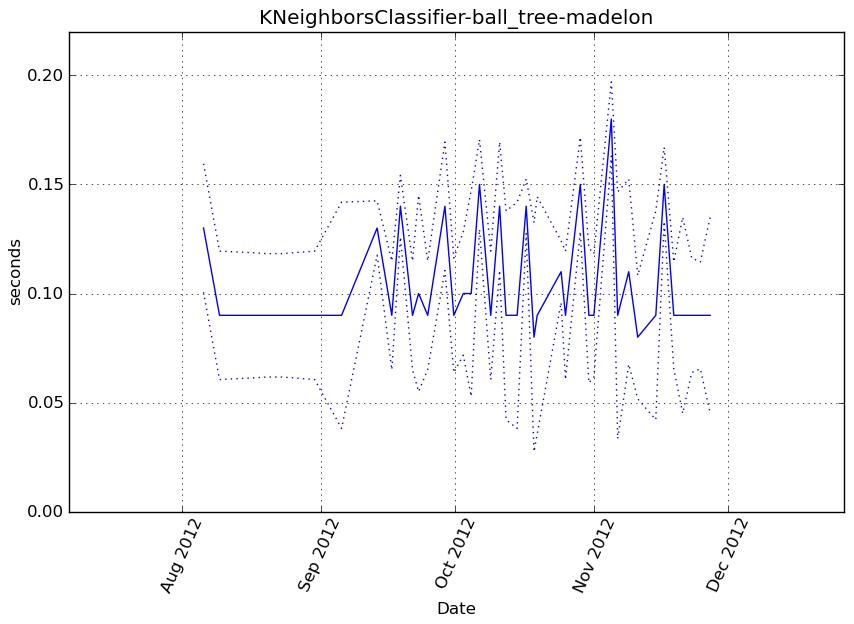 KNeighborsClassifier-ball_tree-madelon
0.20
0.15
0.10
0.05
0.00
seconds
Aug 2012
Sep 2012
Oct 2012
Nov 2012
Dec 2012
Date